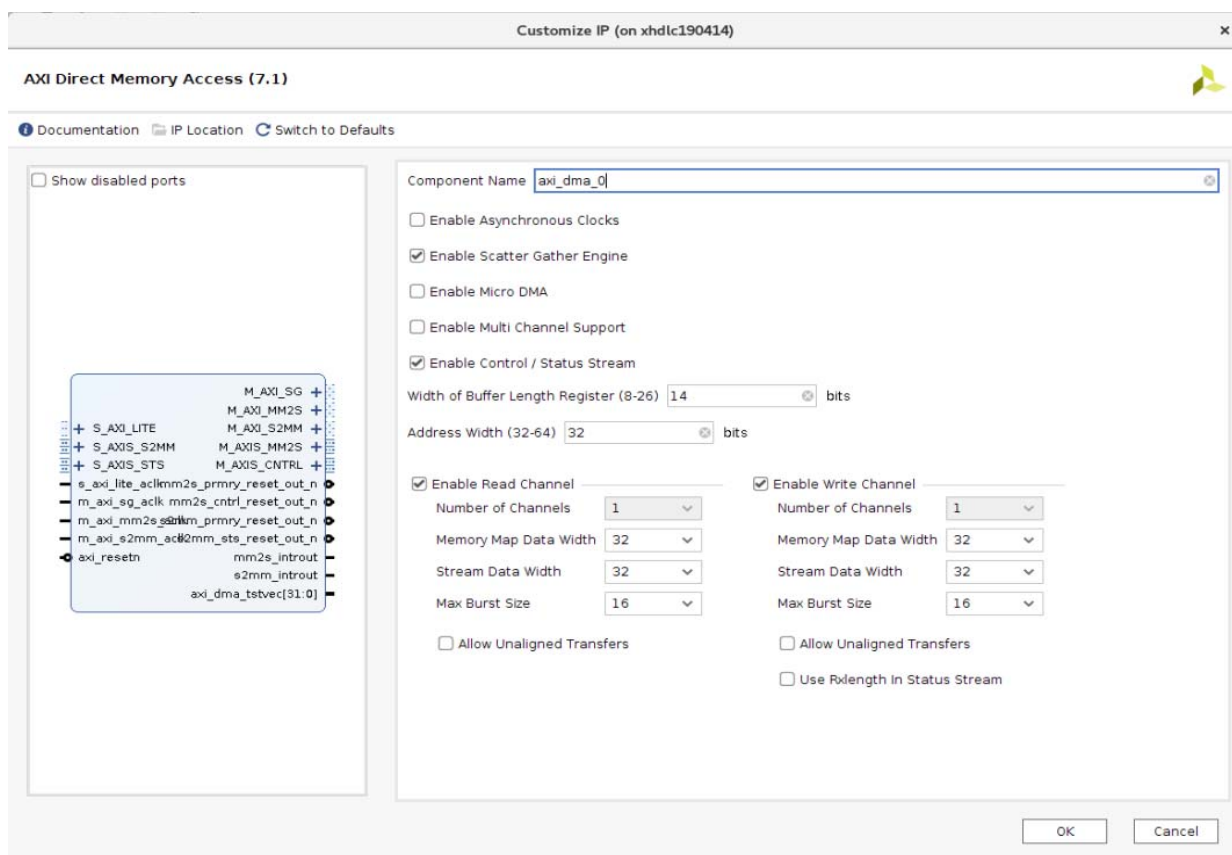 Customize IP (on xhdlc190414)
AXI Direct Memory Access (7.1)
Documentation IP Location Switch to Defaults
Show disabled ports
M_AXI_SG
M_AXI_MM2S
S_AXI_LITE M_AXI_S2MM
S_AXIS_S2MM M_AXIS_MM2S
S_AXIS_STS M_AXIS_CNTRL
s_axi_lite_aclk mm2s_prmry_reset_out_n
m_axi_sg_aclk mm2s_cntrl_reset_out_n
m_axi_mm2s_prmry_reset_out_n
m_axi_s2mm_aclk s2mm_sts_reset_out_n
axi_resetn mm2s_introut
s2mm_introut
axi_dma_tstvec[31:0]
Component Name axi_dma_0
Enable Asynchronous Clocks
Enable Scatter Gather Engine
Enable Micro DMA
Enable Multi Channel Support
Enable Control / Status Stream
Width of Buffer Length Register (8-26) 14 bits
Address Width (32-64) 32 bits
Enable Read Channel
Number of Channels 1
Memory Map Data Width 32
Stream Data Width 32
Max Burst Size 16
Allow Unaligned Transfers
Enable Write Channel
Number of Channels 1
Memory Map Data Width 32
Stream Data Width 32
Max Burst Size 16
Allow Unaligned Transfers
Use Rxlength In Status Stream
OK Cancel